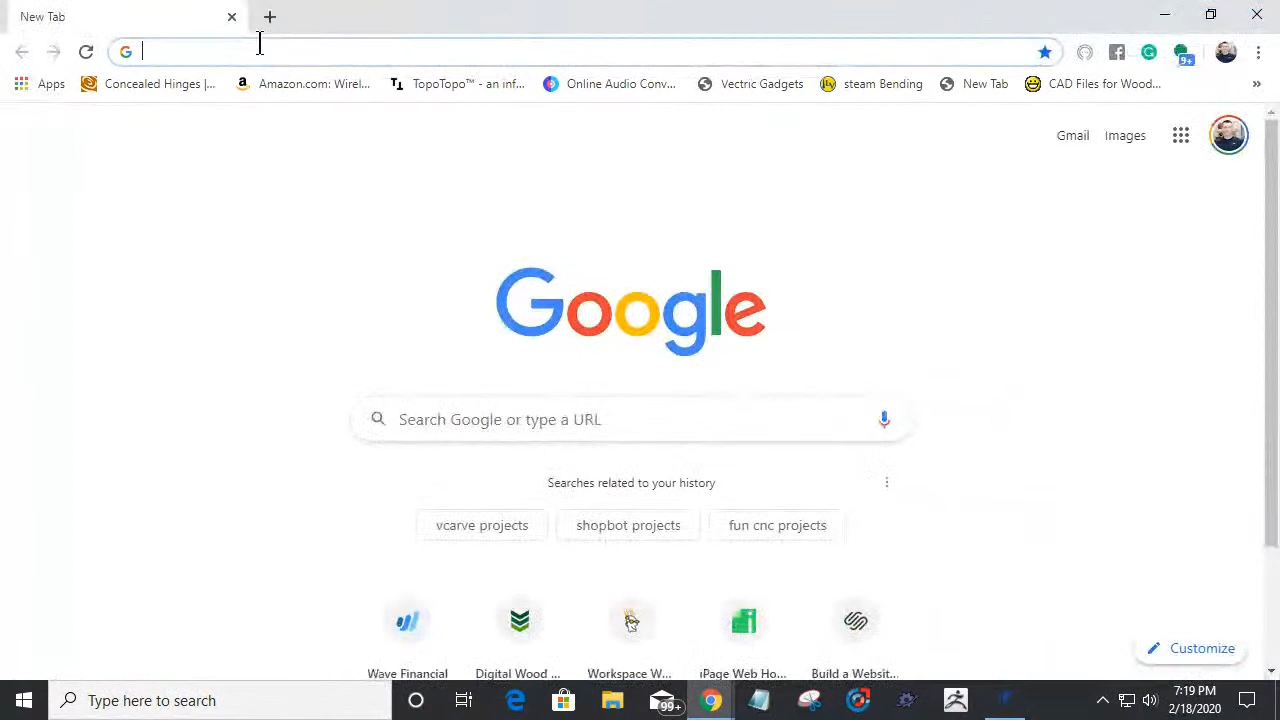 New Tab
Apps
Concealed Hinges |...
Amazon.com: Wirel...
TopoTopo™ - an inf...
Online Audio Conv...
Vectric Gadgets
steam Bending
New Tab
CAD Files for Wood...
»
9+
Gmail
Images
Google
Search Google or type a URL
Searches related to your history
vcarve projects
shopbot projects
fun cnc projects
Wave Financial
Digital Wood ...
Workspace W...
iPage Web Ho...
Build a Websit...
Customize
Type here to search
99+
7:19 PM
2/18/2020